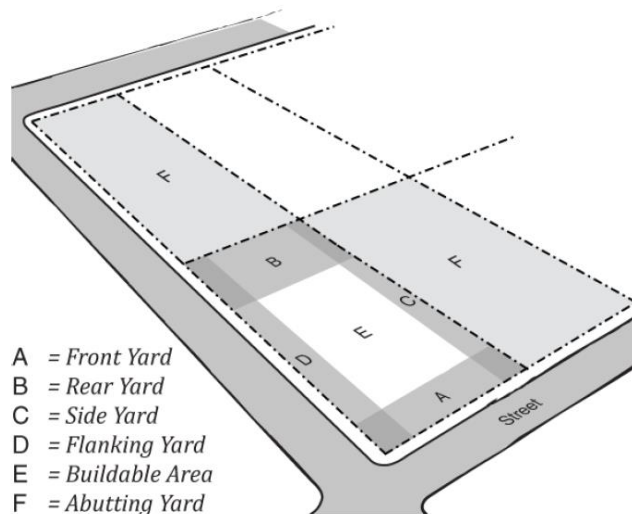 F
B
F
C
E
D
A
Street
A = Front Yard
B = Rear Yard
C = Side Yard
D = Flanking Yard
E = Buildable Area
F = Abutting Yard